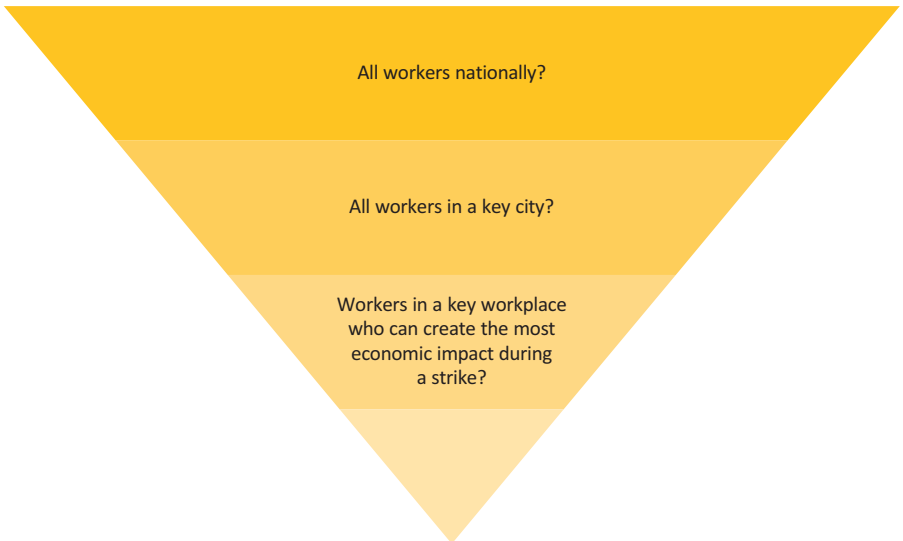 All workers nationally?
All workers in a key city?
Workers in a key workplace
who can create the most
economic impact during
a strike?